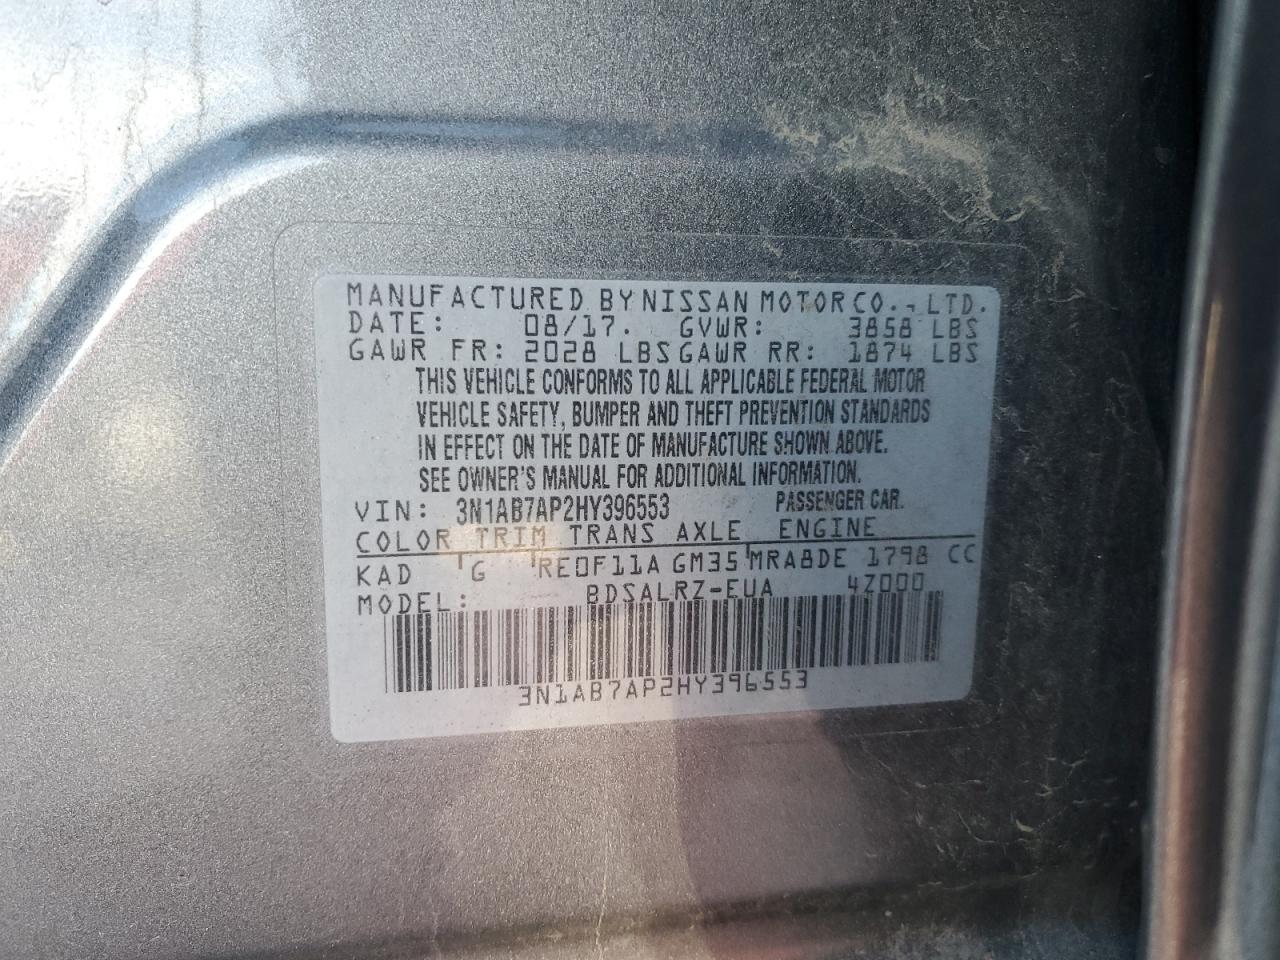 MANUFACTURED BY NISSAN MOTOR CO., LTD.
DATE: 08/17. GVWR: 3858 LBS
GAWR FR: 2028 LBS GAWR RR: 1874 LBS
THIS VEHICLE CONFORMS TO ALL APPLICABLE FEDERAL MOTOR
VEHICLE SAFETY, BUMPER AND THEFT PREVENTION STANDARDS
IN EFFECT ON THE DATE OF MANUFACTURE SHOWN ABOVE.
SEE OWNER'S MANUAL FOR ADDITIONAL INFORMATION.
VIN: 3N1AB7AP2HY396553 PASSENGER CAR.
COLOR TRIM TRANS AXLE ENGINE
KAD G RE0F11A GM35 MRA8DE 1798 CC
MODEL: BDSALRZ-EUA 4Z000
3N1AB7AP2HY396553